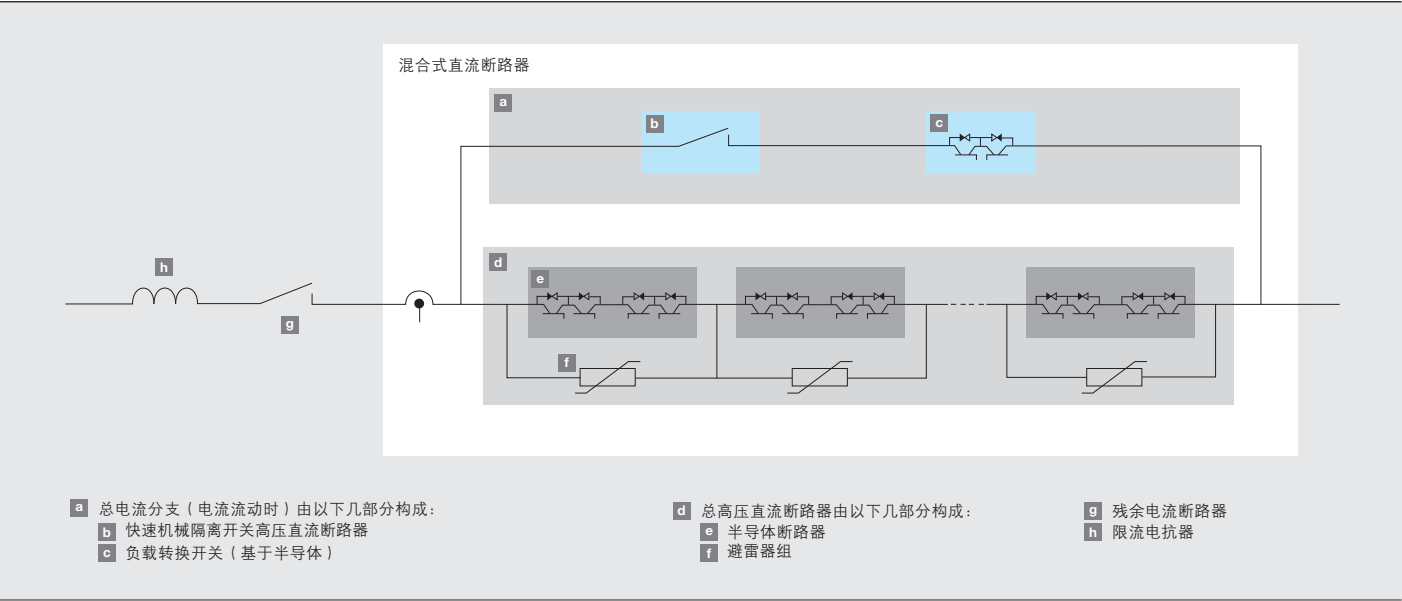 混合式直流断路器
a
b
c
h
d
e
g
f
a 总电流分支（电流流动时）由以下几部分构成：
b 快速机械隔离开关高压直流断路器
c 负载转换开关（基于半导体）
d 总高压直流断路器由以下几部分构成：
e 半导体断路器
f 避雷器组
g 残余电流断路器
h 限流电抗器